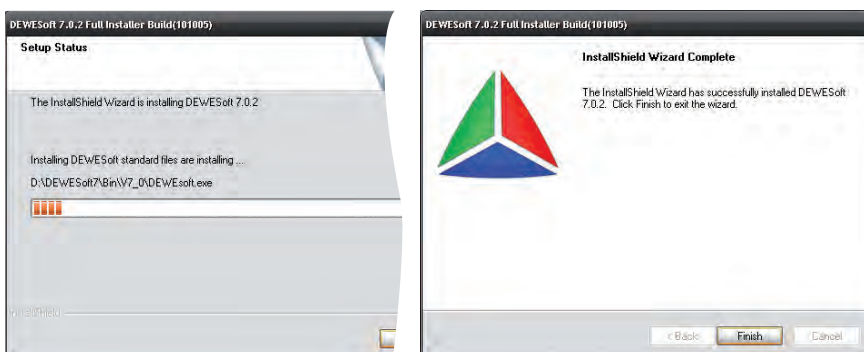 DEWESoft 7.0.2 Full Installer Build(101005)
Setup Status
The InstallShield Wizard is installing DEWESoft 7.0.2
Installing DEWESoft standard files are installing ...
D:\DEWESoft7\Bin\V7_0\DEWEsoft.exe
InstallShield
DEWESoft 7.0.2 Full Installer Build(101005)
InstallShield Wizard Complete
The InstallShield Wizard has successfully installed DEWESoft
7.0.2. Click Finish to exit the wizard.
< Back Finish Cancel